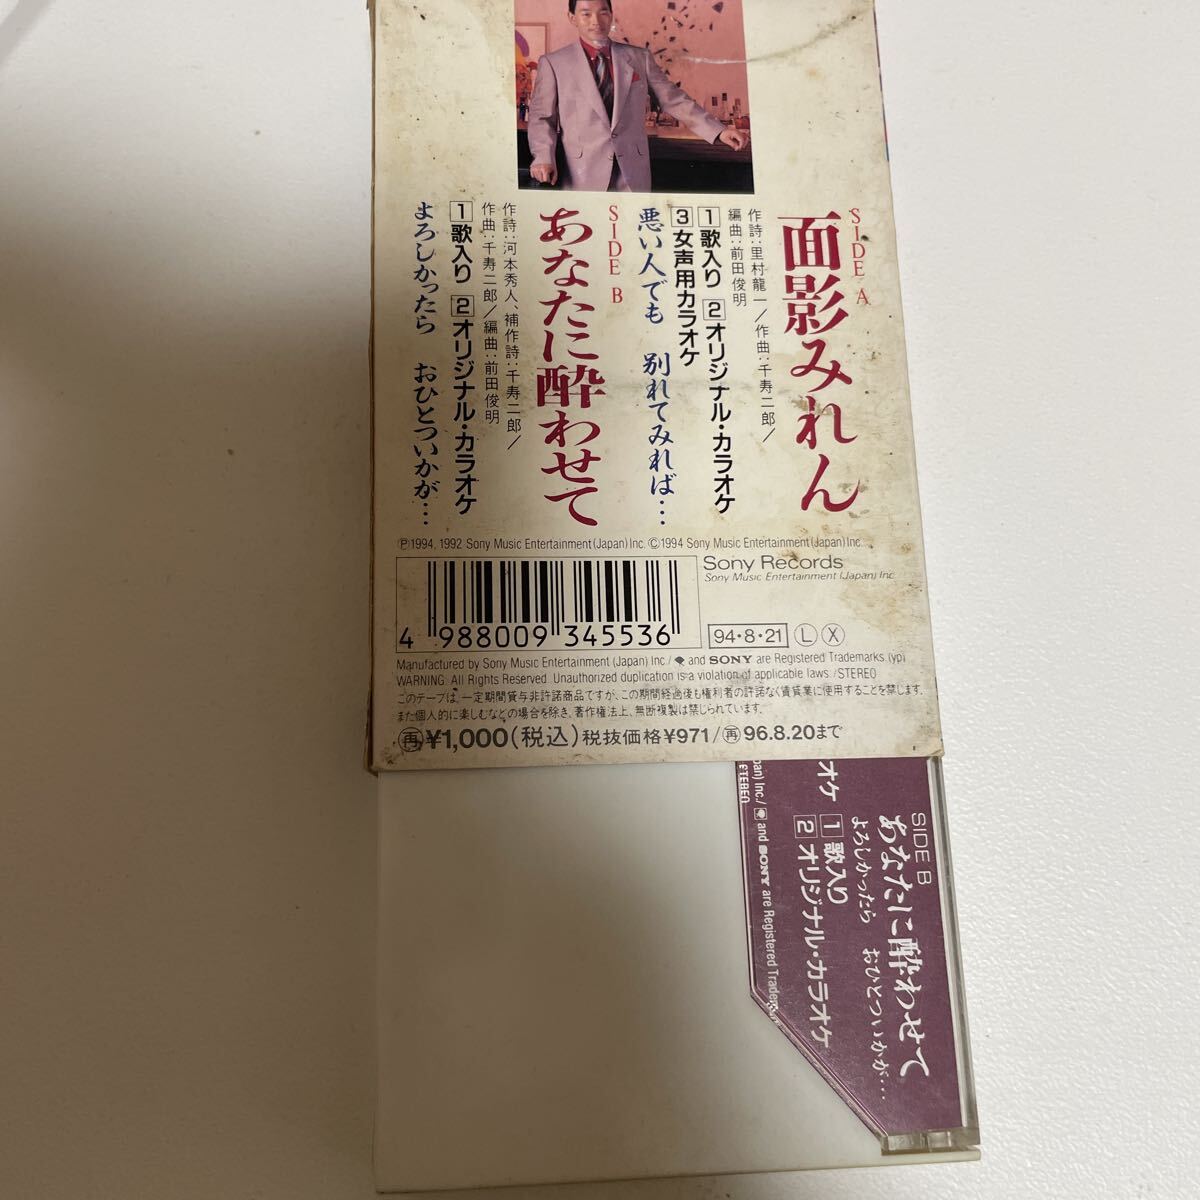 SIDE A
面影みれん
作詩:里村龍一/作曲:千寿二郎/
編曲:前田俊明
1歌入り 2オリジナル・カラオケ
3女声用カラオケ
悪い人でも 別れてみれば…
SIDE B
あなたに酔わせて
作詩:河本秀人、補作詩:千寿二郎/
作曲:千寿二郎/編曲:前田俊明
1歌入り 2オリジナル・カラオケ
よろしかったら おひとついかが…
Ⓟ1994, 1992 Sony Music Entertainment (Japan) Inc. Ⓒ1994 Sony Music Entertainment (Japan) Inc.
Sony Records
Sony Music Entertainment (Japan) Inc.
4 988009 345536
94・8・21 Ⓛ Ⓧ
Manufactured by Sony Music Entertainment (Japan) Inc. / and SONY are Registered Trademarks (yp)
WARNING: All Rights Reserved. Unauthorized duplication is a violation of applicable laws. /STEREO
このテープは、一定期間貸与非許諾商品ですが、この期間経過後も権利者の許諾なく賃貸業に使用することを禁じます。
また個人的に楽しむなどの場合を除き、著作権法上、無断複製は禁じられています。
再¥1,000(税込)税抜価格¥971/再96.8.20まで
SIDE B
あなたに酔わせて
よろしかったら おひとついかが…
1歌入り
2オリジナル・カラオケ
オケ
pan) Inc./ and SONY are Registered Tradem
STEREO